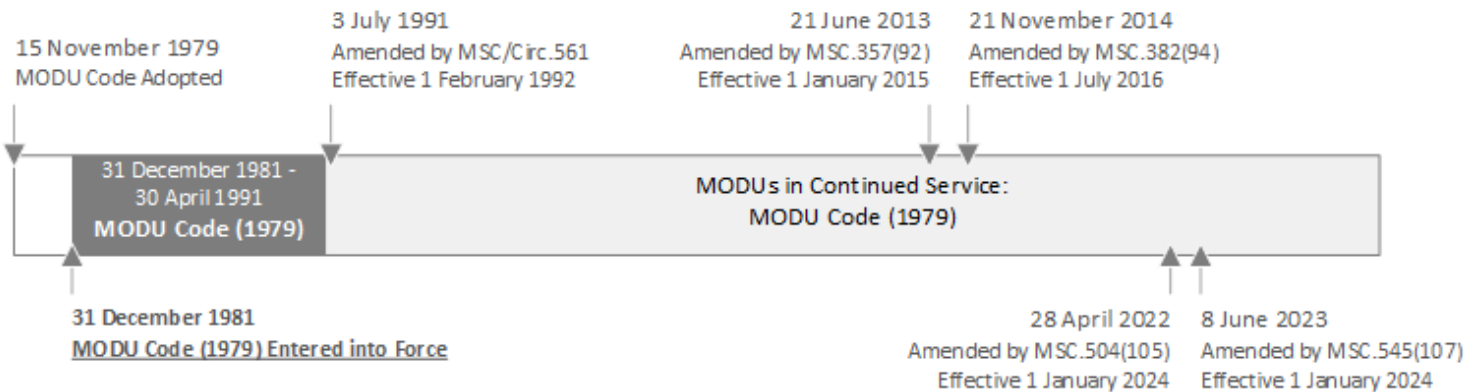 15 November 1979
MODU Code Adopted
3 July 1991
Amended by MSC/Circ.561
Effective 1 February 1992
21 June 2013
Amended by MSC.357(92)
Effective 1 January 2015
21 November 2014
Amended by MSC.382(94)
Effective 1 July 2016
31 December 1981 -
30 April 1991
MODU Code (1979)
MODUs in Continued Service:
MODU Code (1979)
31 December 1981
MODU Code (1979) Entered into Force
28 April 2022
Amended by MSC.504(105)
Effective 1 January 2024
8 June 2023
Amended by MSC.545(107)
Effective 1 January 2024